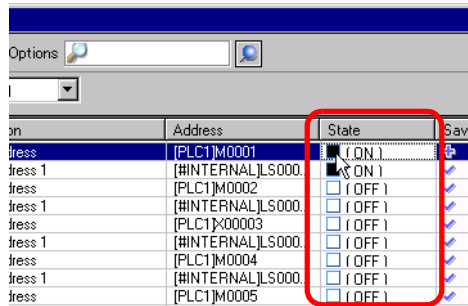 Options
on Address State Sav
dress [PLC1]M0001 ( ON )
dress 1 [#INTERNAL]LS000... ( ON )
dress [PLC1]M0002 ( OFF )
dress 1 [#INTERNAL]LS000... ( OFF )
dress [PLC1]X00003 ( OFF )
dress 1 [#INTERNAL]LS000... ( OFF )
dress [PLC1]M0004 ( OFF )
dress 1 [#INTERNAL]LS000... ( OFF )
dress [PLC1]M0005 ( OFF )